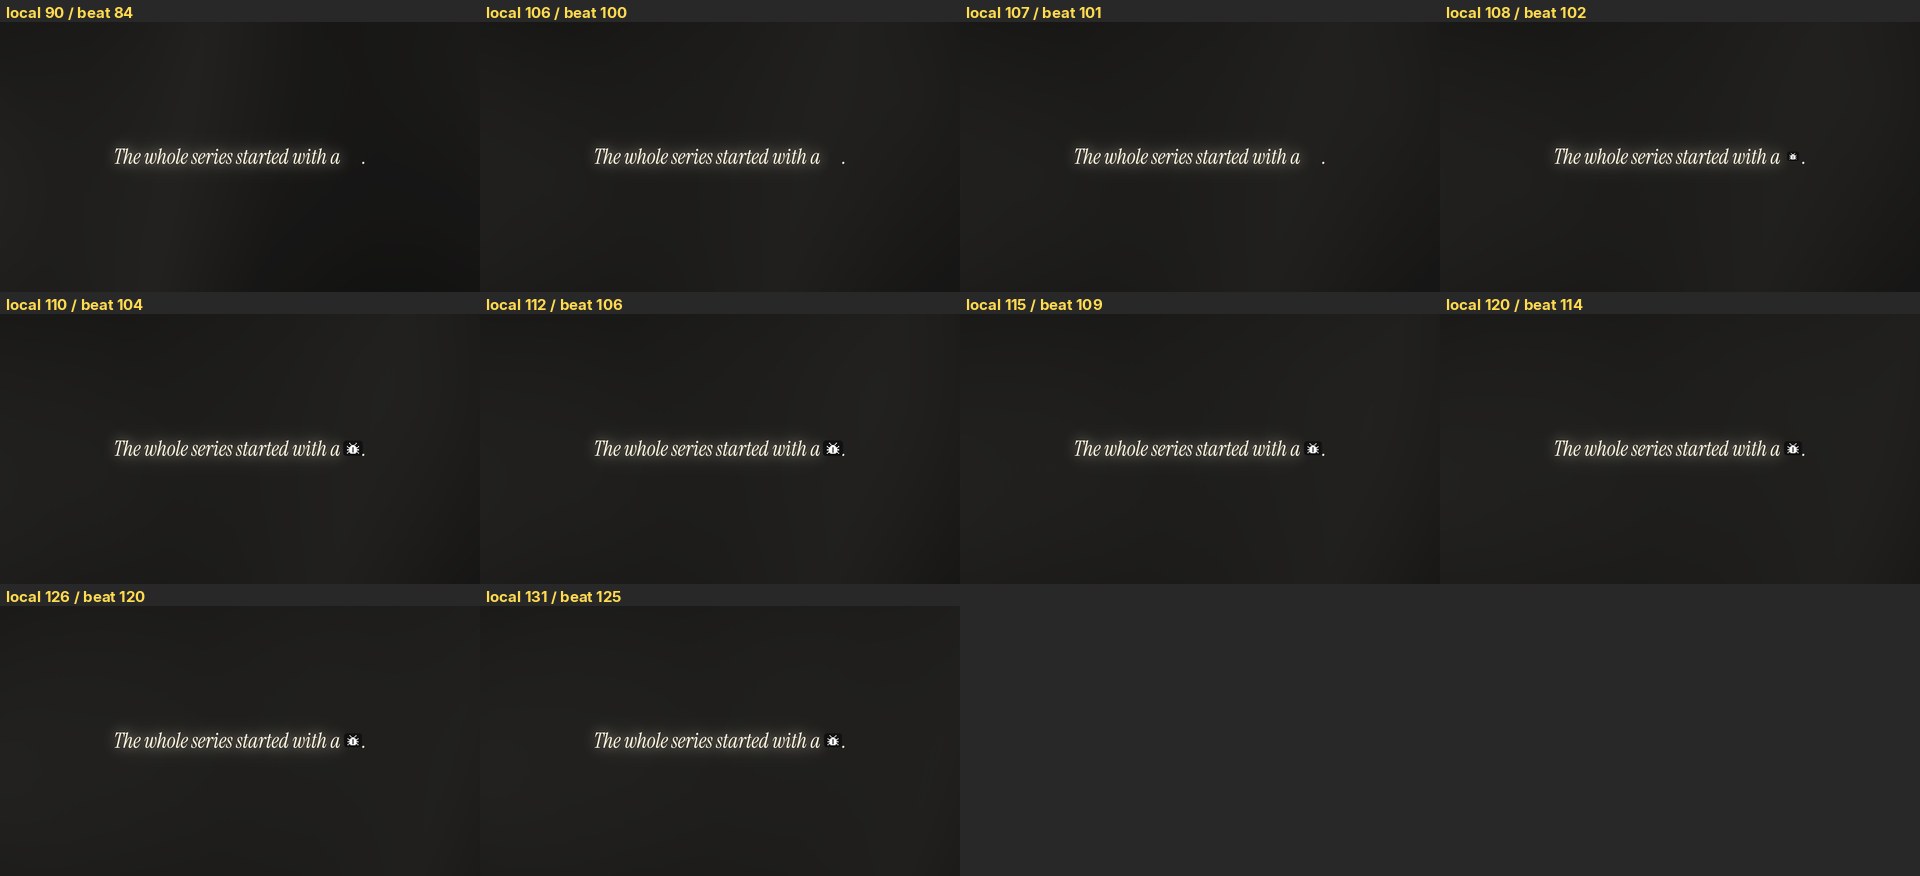 local 90 / beat 84
local 106 / beat 100
local 107 / beat 101
local 108 / beat 102
The whole series started with a .
The whole series started with a .
The whole series started with a .
The whole series started with a .
local 110 / beat 104
local 112 / beat 106
local 115 / beat 109
local 120 / beat 114
The whole series started with a .
The whole series started with a .
The whole series started with a .
The whole series started with a .
local 126 / beat 120
local 131 / beat 125
The whole series started with a .
The whole series started with a .